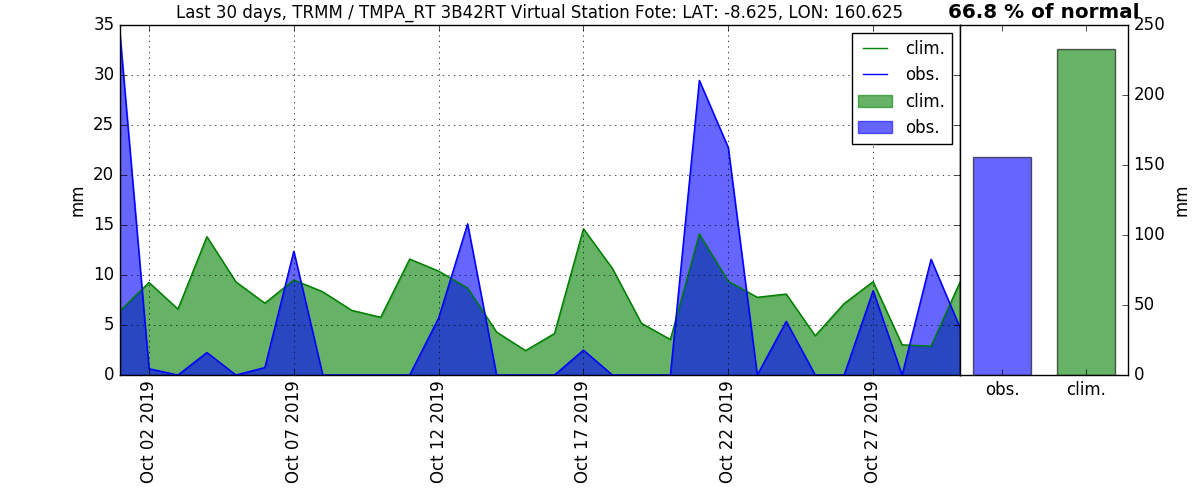 Last 30 days, TRMM / TMPA_RT 3B42RT Virtual Station Fote: LAT: -8.625, LON: 160.625
66.8 % of normal
35
30
25
20
15
10
5
0
mm
clim.
obs.
clim.
obs.
Oct 02 2019
Oct 07 2019
Oct 12 2019
Oct 17 2019
Oct 22 2019
Oct 27 2019
250
200
150
100
50
0
mm
obs.
clim.